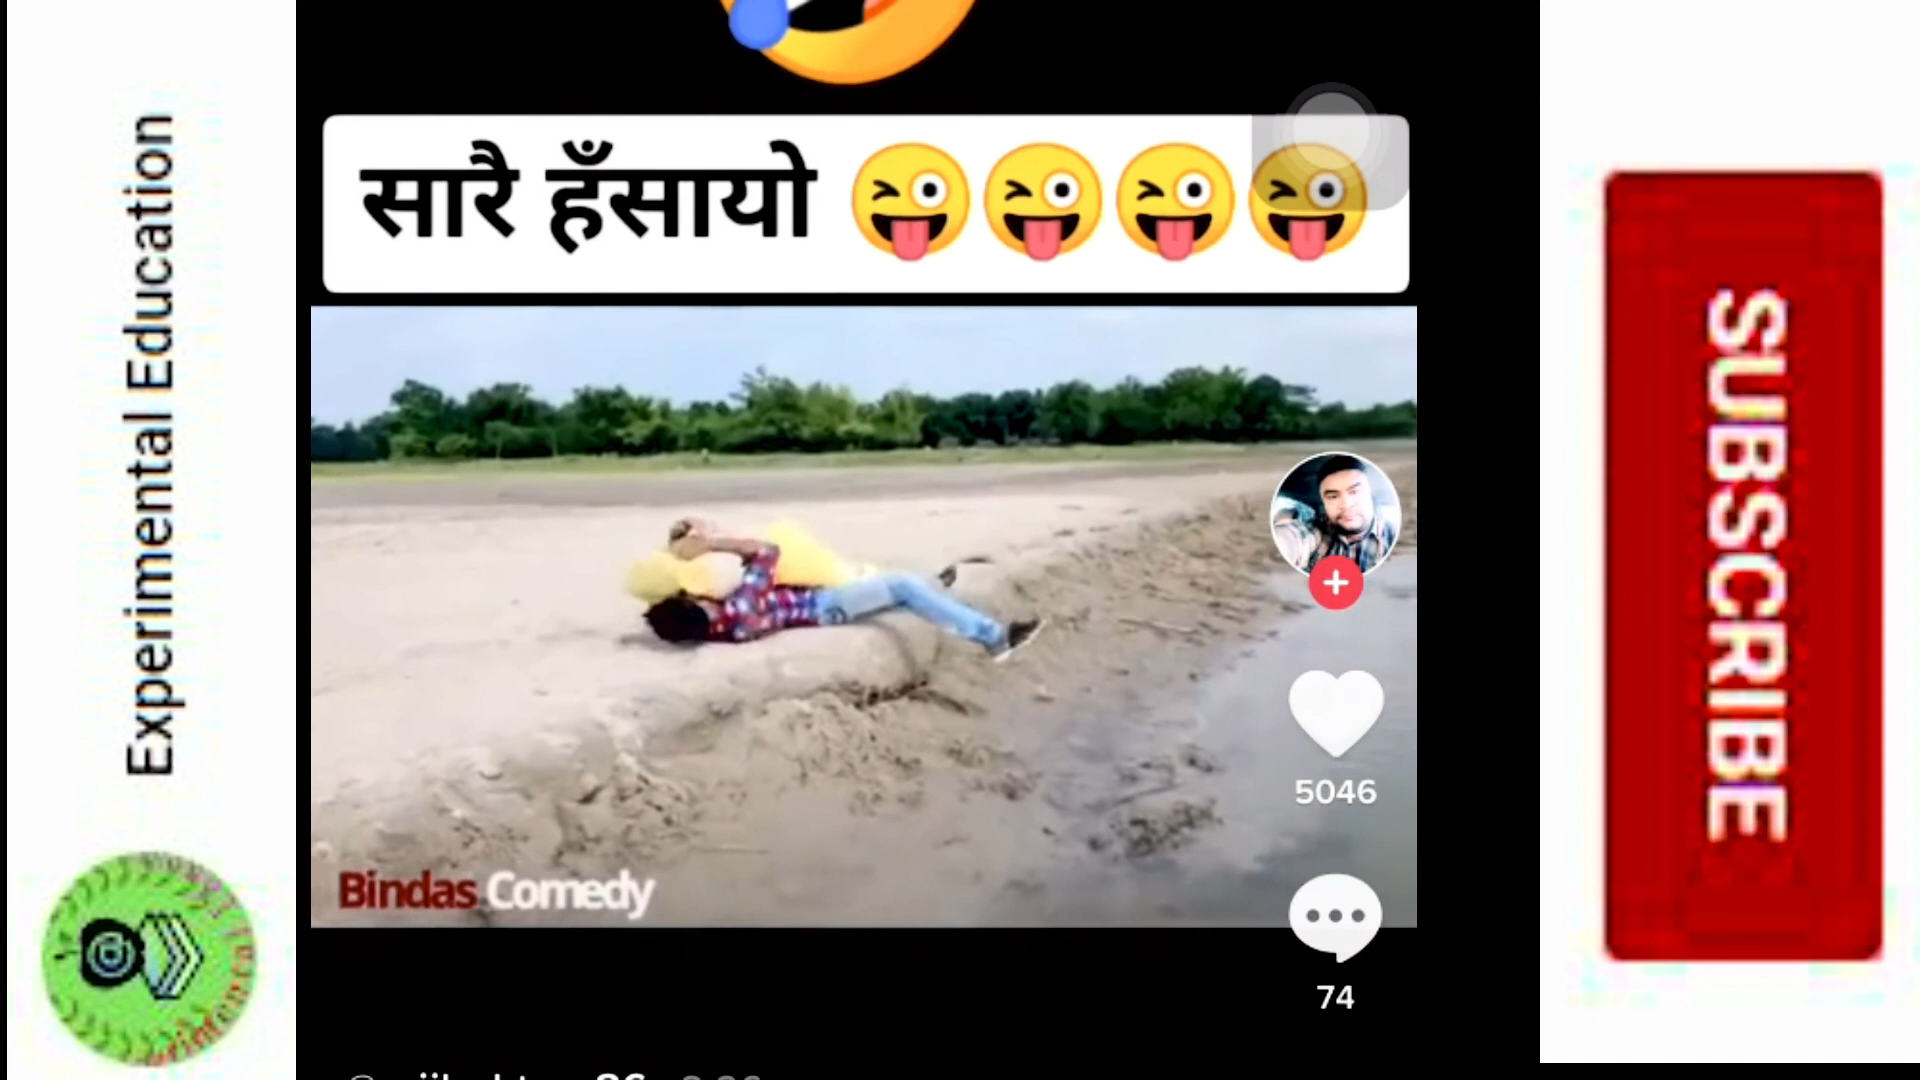 Experimental Education
सारै हँसायो 😜😜😜😜
SUBSCRIBE
5046
Bindas Comedy
74